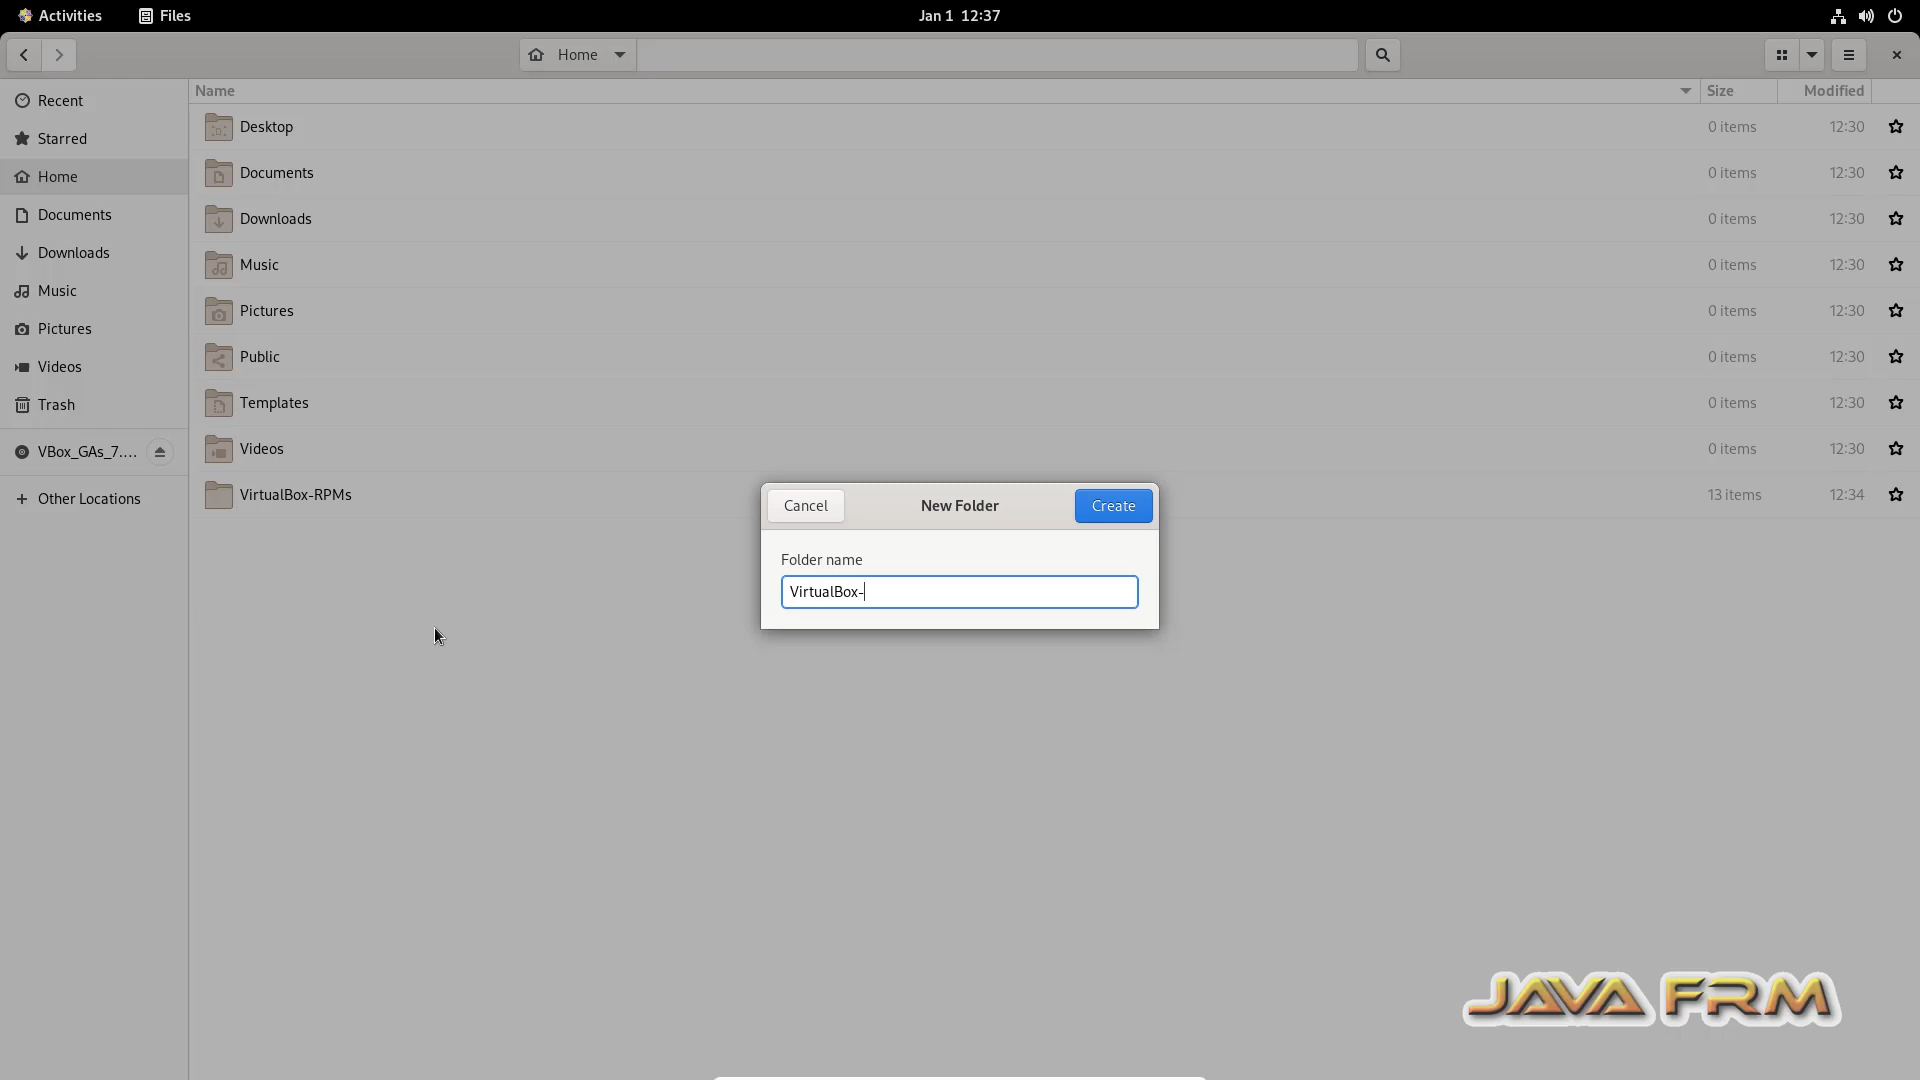 Activities
Files
Jan 1 12:37
Home
Name
Size
Modified
Recent
Starred
Home
Documents
Downloads
Music
Pictures
Videos
Trash
VBox_GAs_7....
Other Locations
Desktop 0 items 12:30
Documents 0 items 12:30
Downloads 0 items 12:30
Music 0 items 12:30
Pictures 0 items 12:30
Public 0 items 12:30
Templates 0 items 12:30
Videos 0 items 12:30
VirtualBox-RPMs 13 items 12:34
Cancel
New Folder
Create
Folder name
VirtualBox-
JAVA FRM